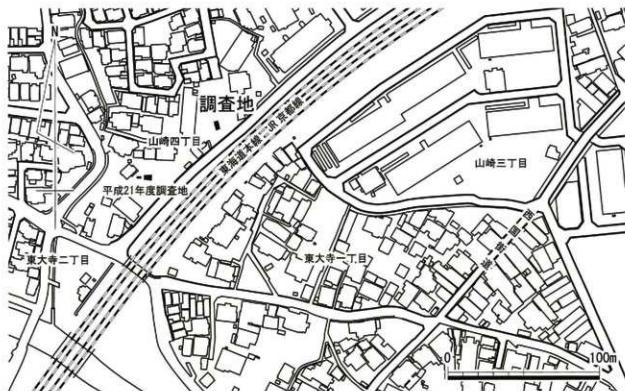 N
調査地
山崎四丁目
東海道本線(JR京都線)
山崎三丁目
平成21年度調査地
西国街道
東大寺二丁目
東大寺一丁目
0 100m